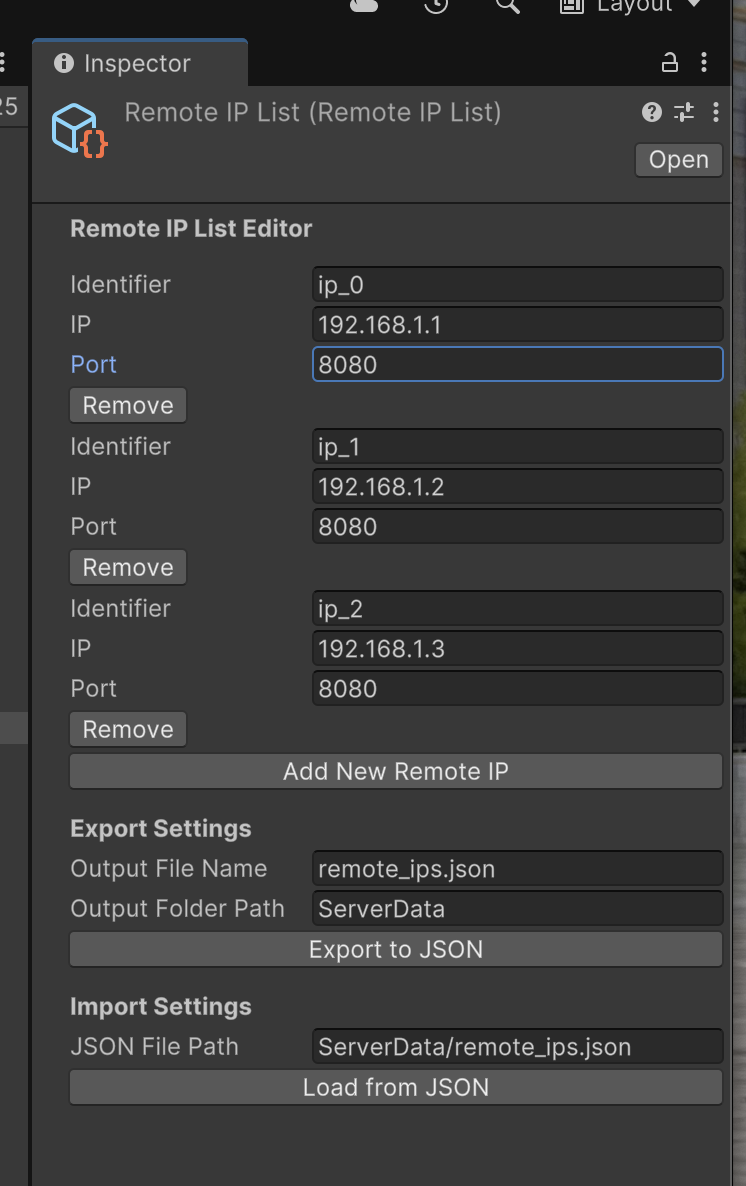 Layout
Inspector
25
Remote IP List (Remote IP List)
Open
Remote IP List Editor
Identifier ip_0
IP 192.168.1.1
Port 8080
Remove
Identifier ip_1
IP 192.168.1.2
Port 8080
Remove
Identifier ip_2
IP 192.168.1.3
Port 8080
Remove
Add New Remote IP
Export Settings
Output File Name remote_ips.json
Output Folder Path ServerData
Export to JSON
Import Settings
JSON File Path ServerData/remote_ips.json
Load from JSON